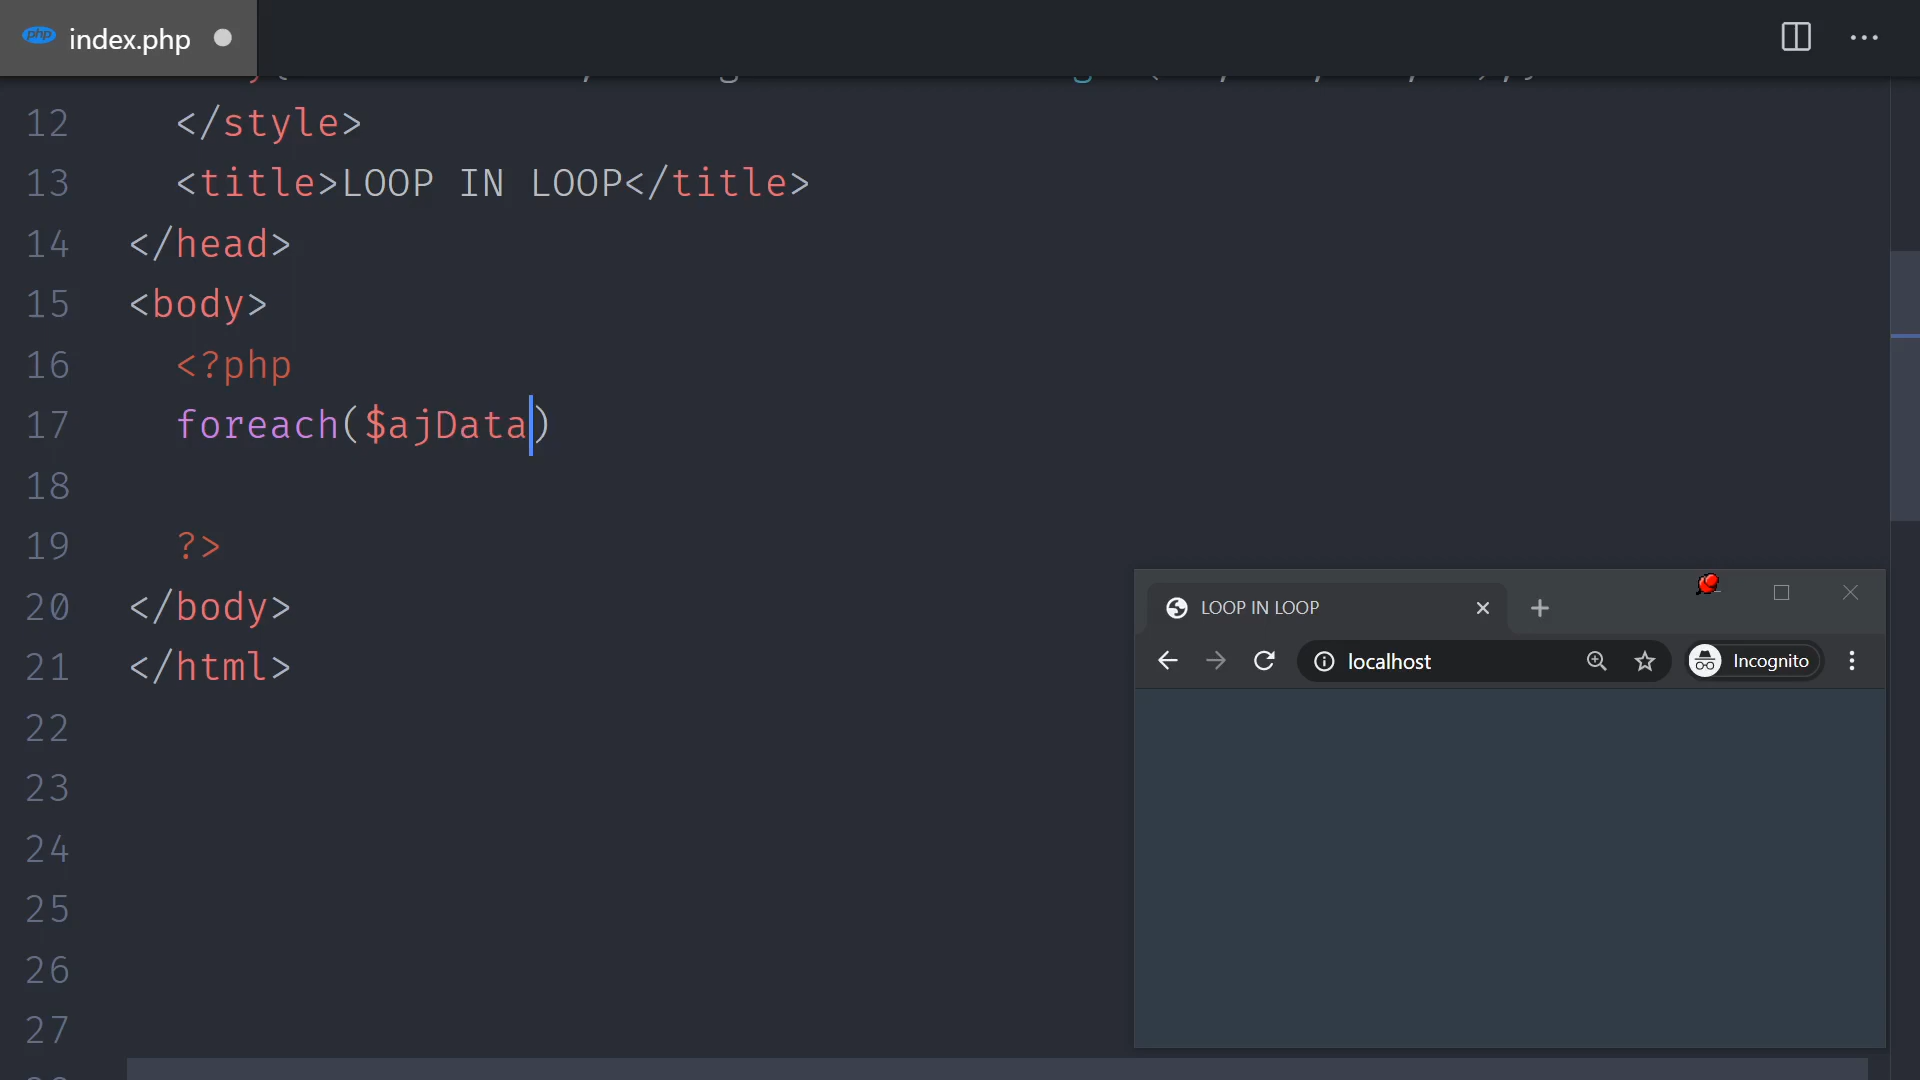 php index.php
12 </style>
13 <title>LOOP IN LOOP</title>
14 </head>
15 <body>
16 <?php
17 foreach($ajData)
18
19 ?>
20 </body>
21 </html>
22
23
24
25
26
27
LOOP IN LOOP
localhost
Incognito